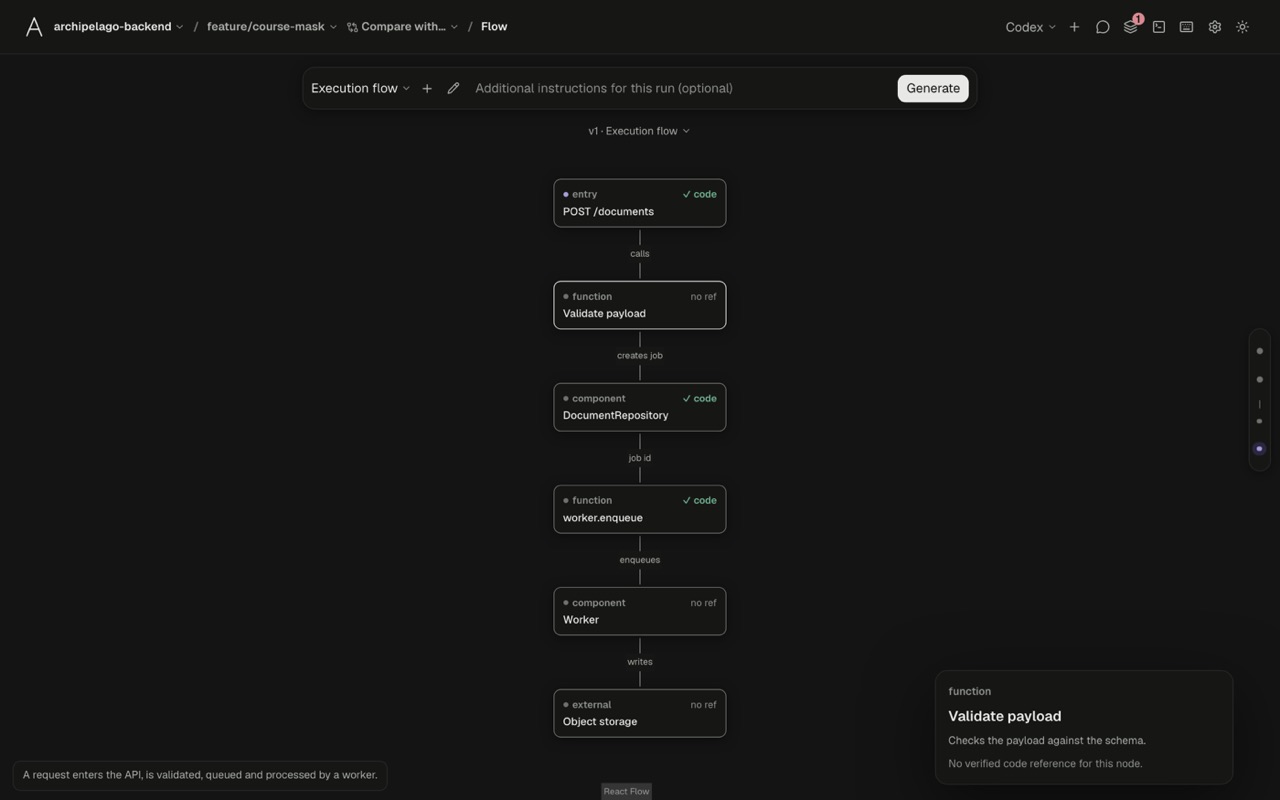 archipelago-backend / feature/course-mask Compare with... / Flow
Codex
1
Execution flow
Additional instructions for this run (optional)
Generate
v1 · Execution flow
entry
code
POST /documents
calls
function
no ref
Validate payload
creates job
component
code
DocumentRepository
job id
function
code
worker.enqueue
enqueues
component
no ref
Worker
writes
external
no ref
Object storage
function
Validate payload
Checks the payload against the schema.
No verified code reference for this node.
A request enters the API, is validated, queued and processed by a worker.
React Flow